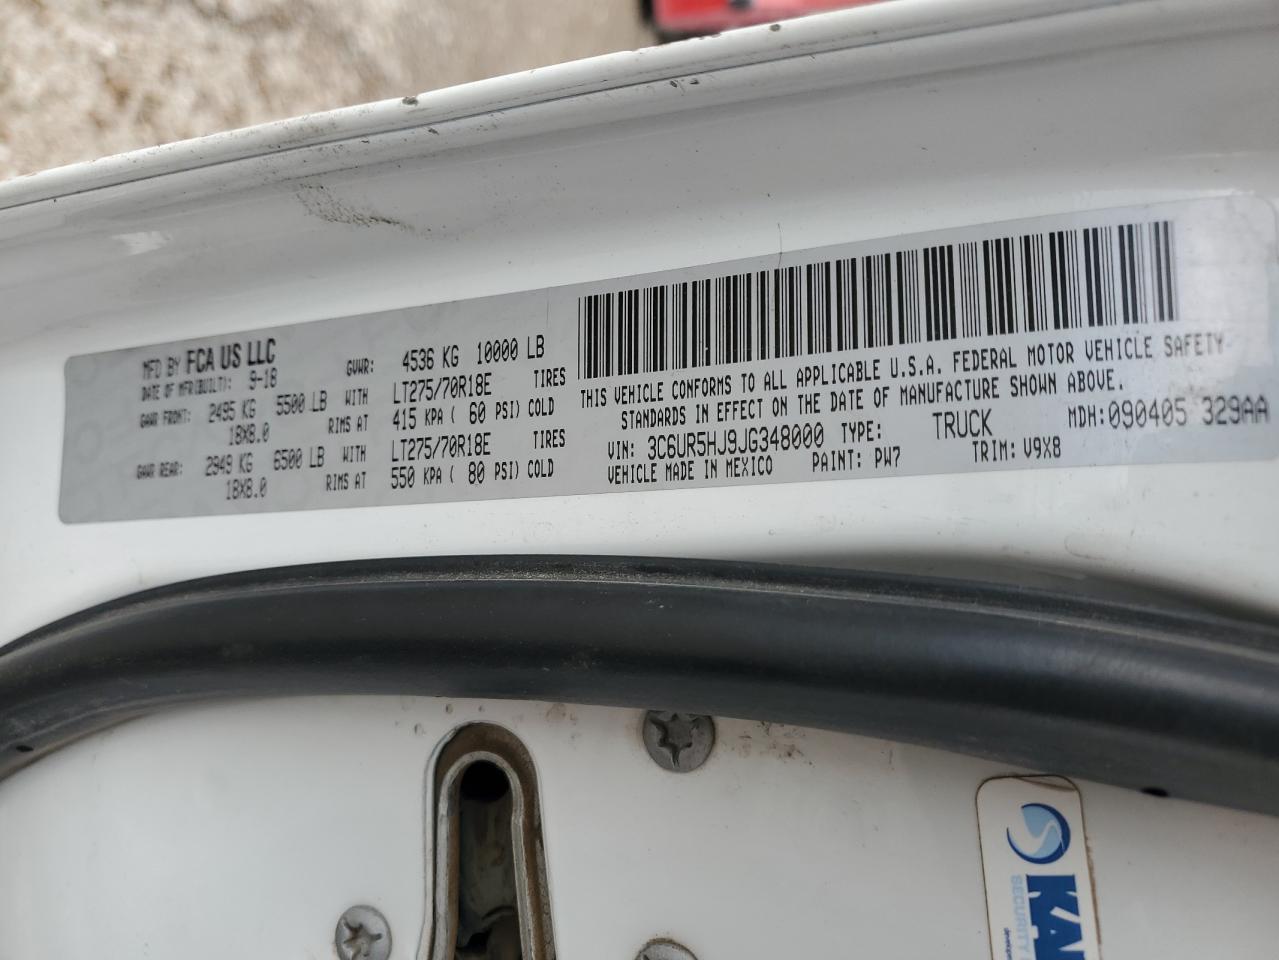 MFD BY FCA US LLC
DATE OF MFR(BUILT): 9-18
GVWR: 4536 KG 10000 LB
GAWR FRONT: 2495 KG 5500 LB WITH LT275/70R18E TIRES
18X8.0 RIMS AT 415 KPA ( 60 PSI) COLD
GAWR REAR: 2949 KG 6500 LB WITH LT275/70R18E TIRES
18X8.0 RIMS AT 550 KPA ( 80 PSI) COLD
THIS VEHICLE CONFORMS TO ALL APPLICABLE U.S.A. FEDERAL MOTOR VEHICLE SAFETY
STANDARDS IN EFFECT ON THE DATE OF MANUFACTURE SHOWN ABOVE.
VIN: 3C6UR5HJ9JG348000 TYPE: TRUCK MDH:090405 329AA
VEHICLE MADE IN MEXICO PAINT: PW7 TRIM: V9X8
SECURITY